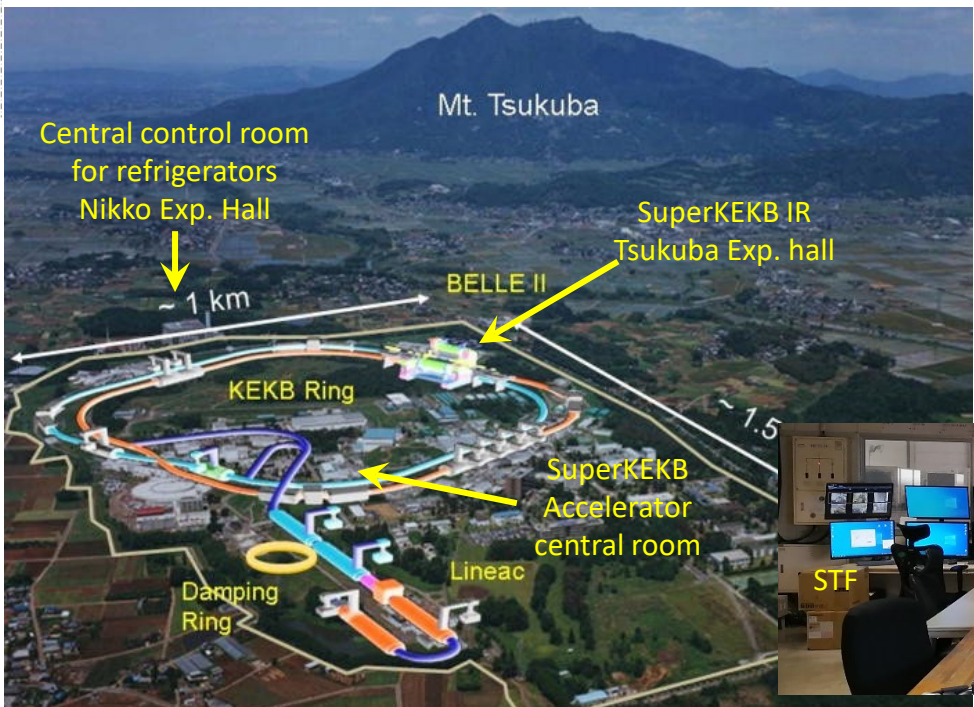 Mt. Tsukuba
Central control room
for refrigerators
Nikko Exp. Hall
SuperKEKB IR
Tsukuba Exp. hall
BELLE II
~ 1 km
KEKB Ring
~ 1.5
SuperKEKB
Accelerator
central room
Lineac
Damping
Ring
STF